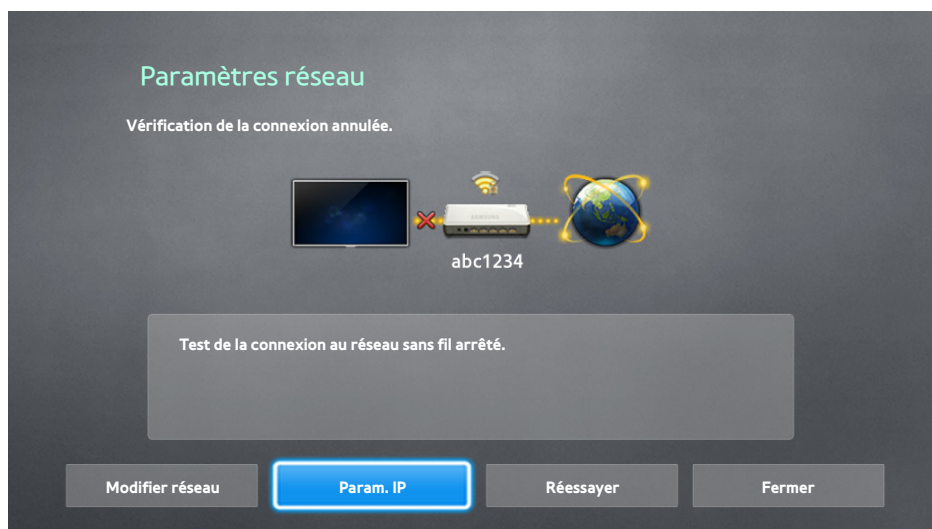 Paramètres réseau
Vérification de la connexion annulée.
SAMSUNG
abc1234
Test de la connexion au réseau sans fil arrêté.
Modifier réseau
Param. IP
Réessayer
Fermer